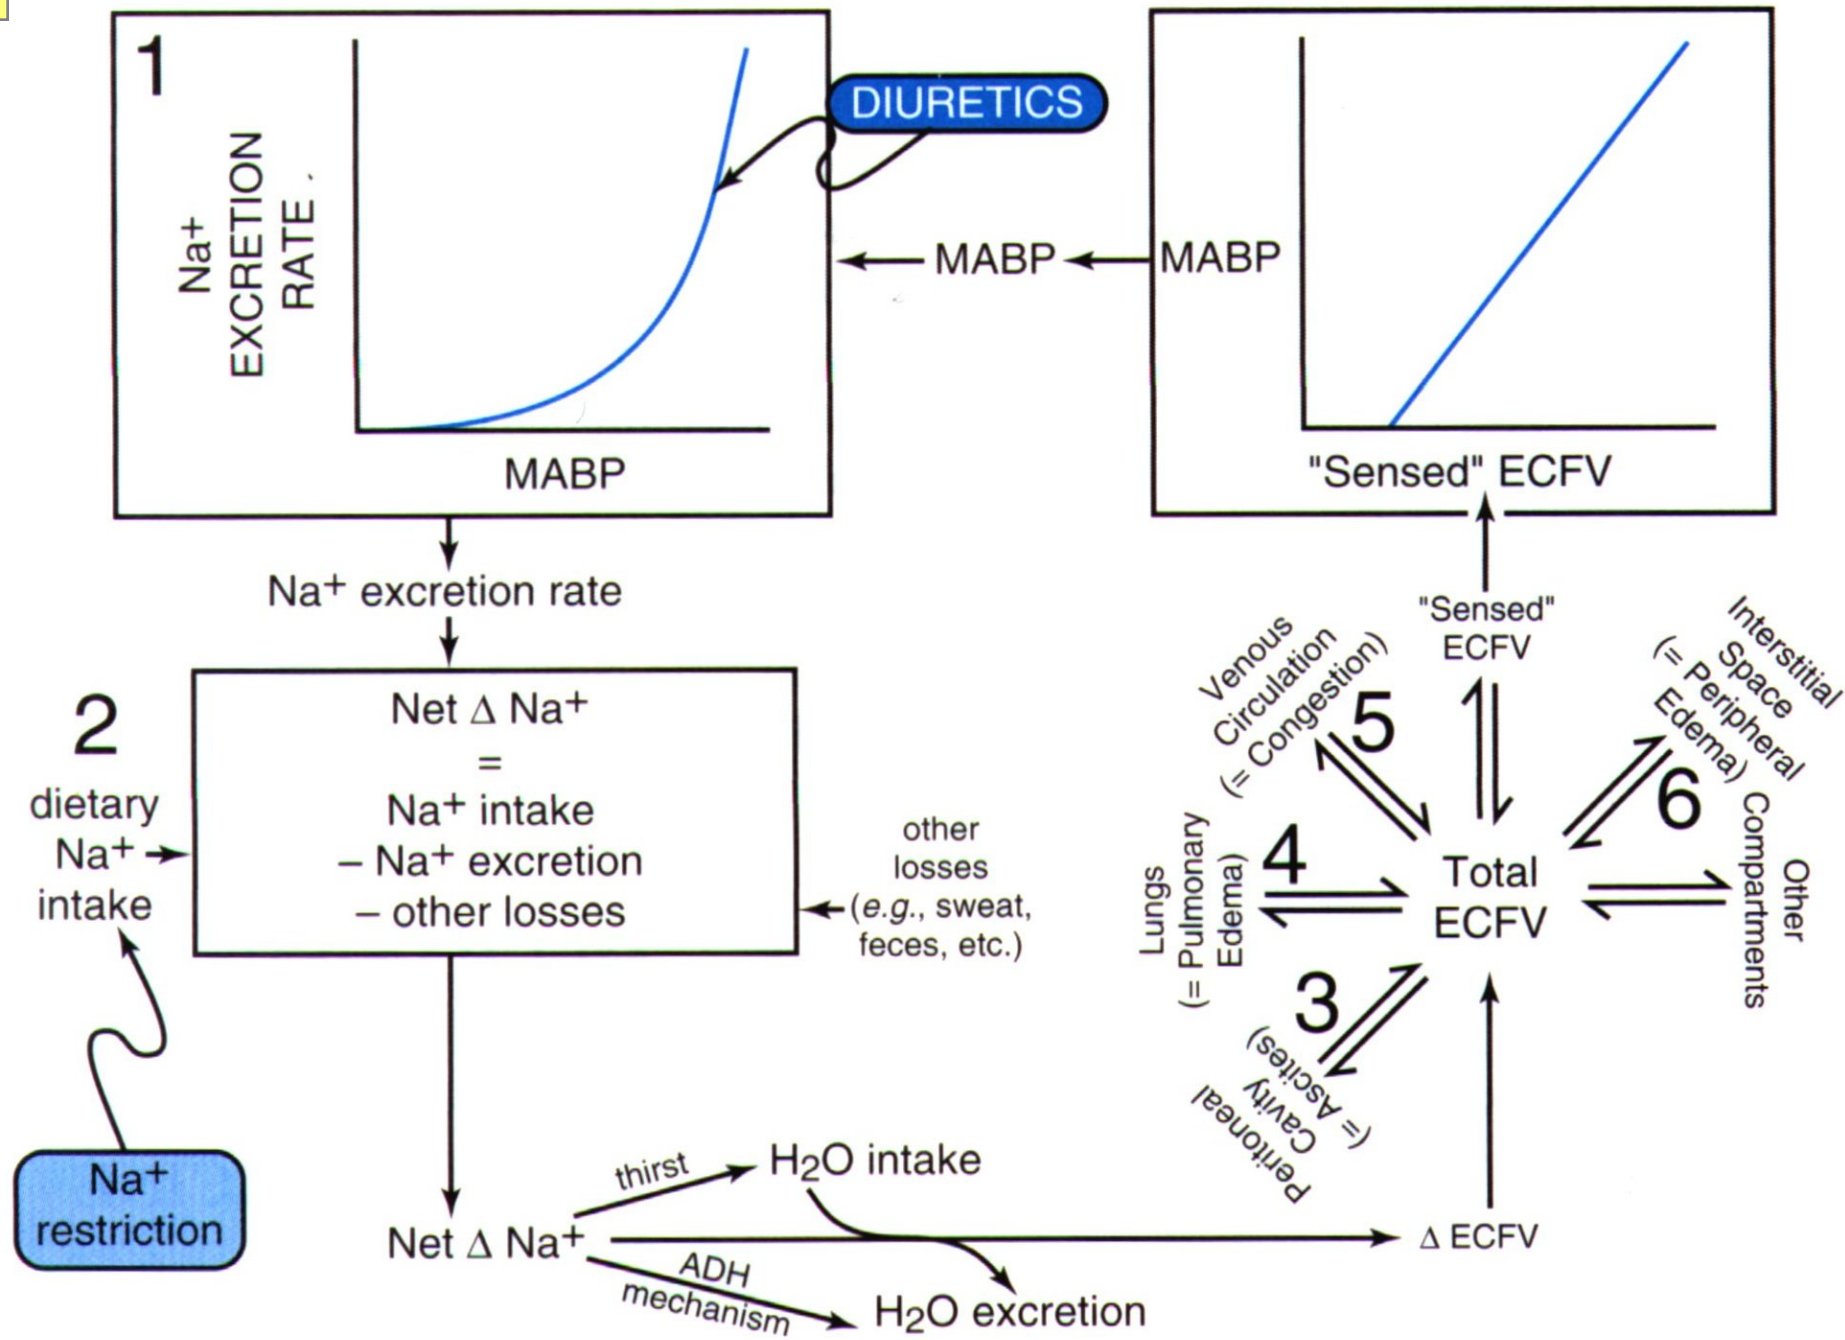 1
Na+
EXCRETION
RATE
MABP
DIURETICS
MABP
MABP
"Sensed" ECFV
Na+ excretion rate
Net Δ Na+
=
Na+ intake
– Na+ excretion
– other losses
2
dietary
Na+
intake
other
losses
(e.g., sweat,
feces, etc.)
Na+
restriction
Net Δ Na+
thirst
H2O intake
ADH
mechanism
H2O excretion
Δ ECFV
Total
ECFV
"Sensed"
ECFV
3
Peritoneal
Cavity
(= Ascites)
4
Lungs
(= Pulmonary
Edema)
5
Venous
Circulation
(= Congestion)
6
Interstitial
Space
(= Peripheral
Edema)
Other
Compartments